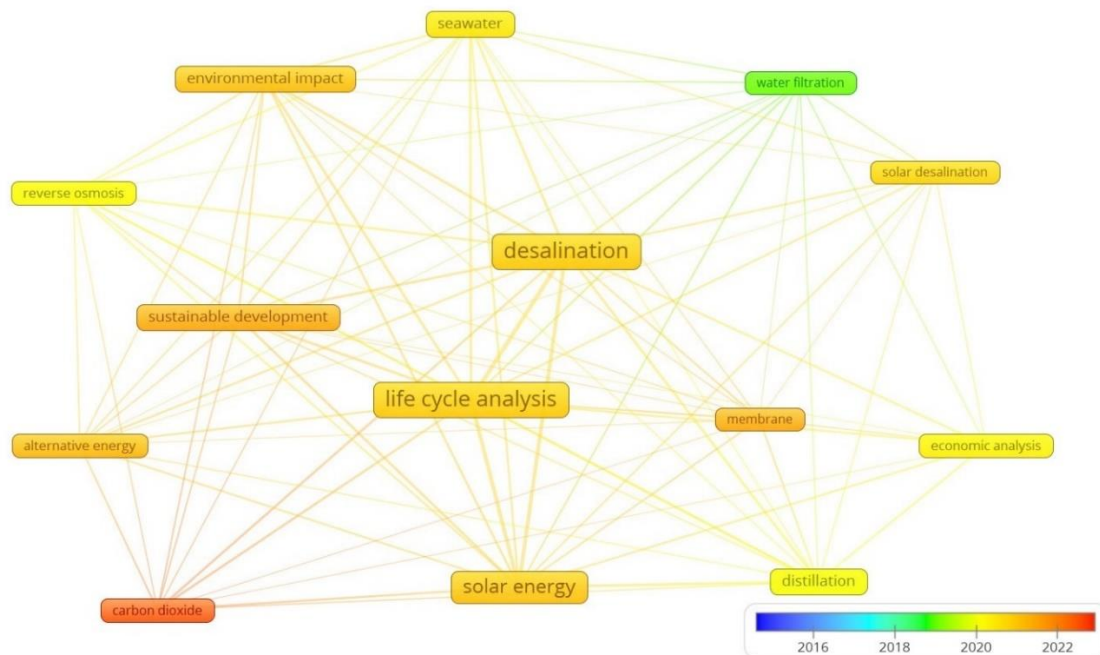 seawater
environmental impact
water filtration
solar desalination
reverse osmosis
desalination
sustainable development
life cycle analysis
membrane
alternative energy
economic analysis
solar energy
distillation
carbon dioxide
2016 2018 2020 2022